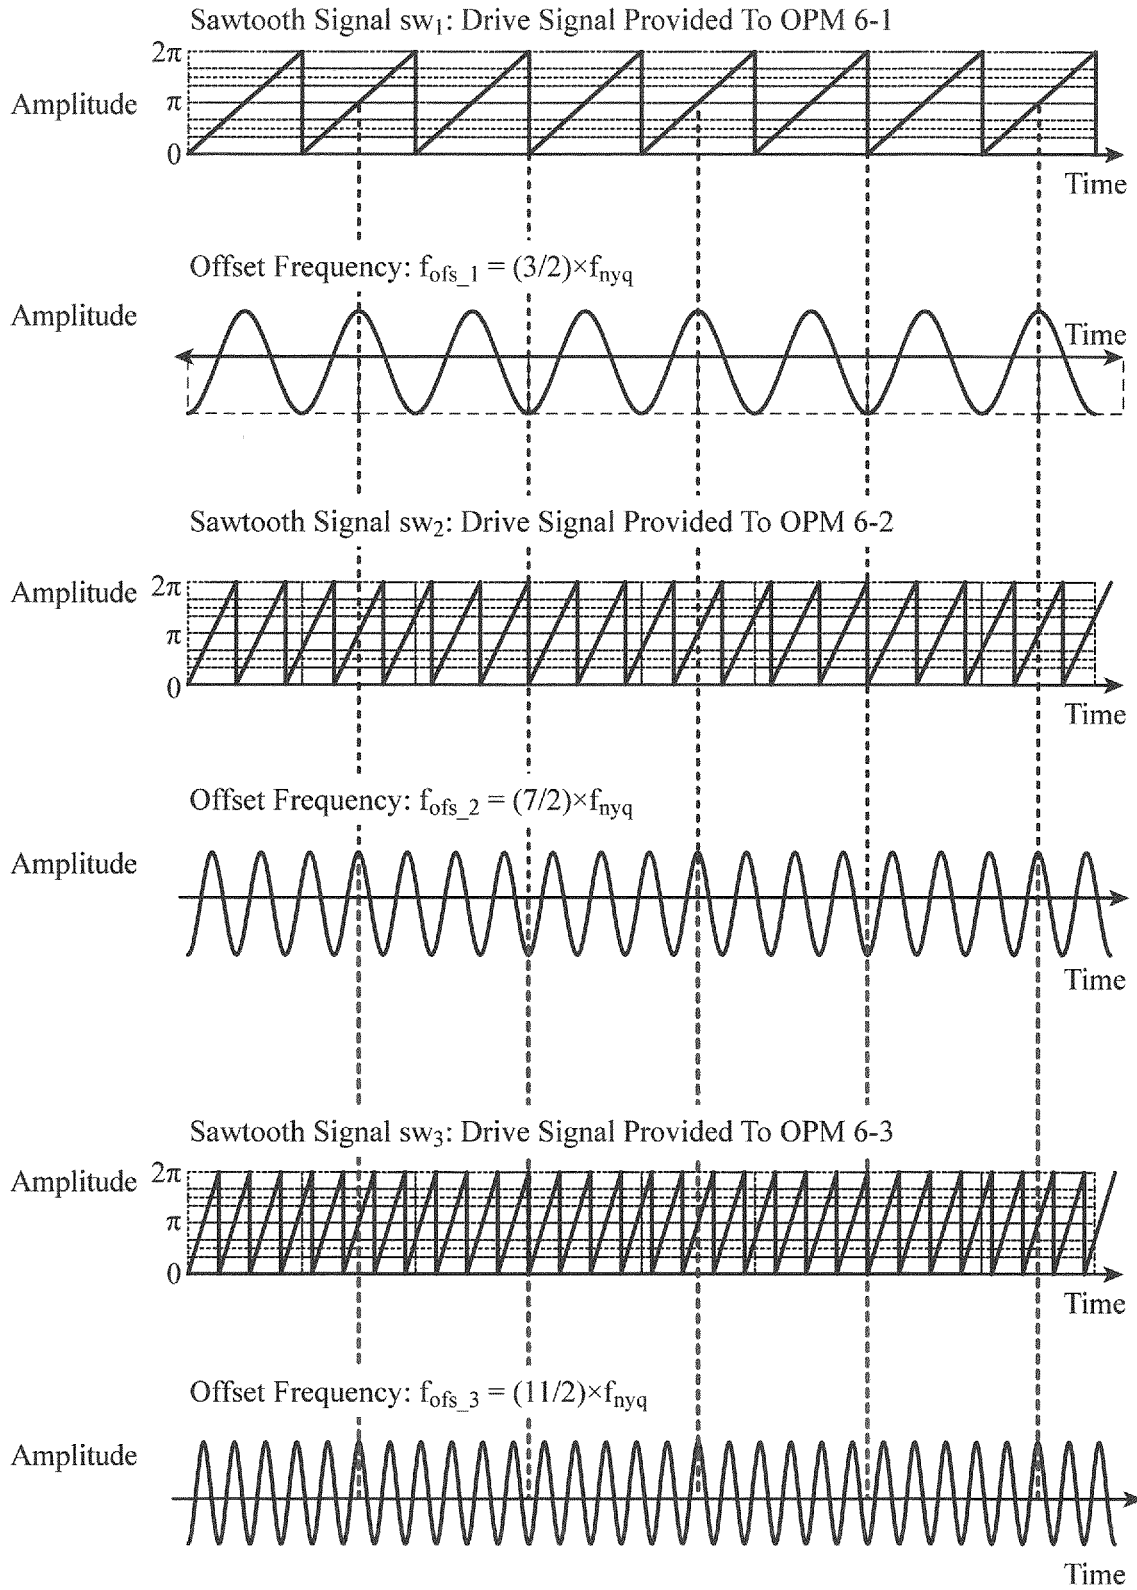 Sawtooth Signal sw₁: Drive Signal Provided To OPM 6-1
2π
Amplitude
π
0
Time
Offset Frequency: fofs_1 = (3/2)×fnyq
Amplitude
Time
Sawtooth Signal sw₂: Drive Signal Provided To OPM 6-2
Amplitude
2π
π
0
Time
Offset Frequency: fofs_2 = (7/2)×fnyq
Amplitude
Time
Sawtooth Signal sw₃: Drive Signal Provided To OPM 6-3
Amplitude
2π
π
0
Time
Offset Frequency: fofs_3 = (11/2)×fnyq
Amplitude
Time